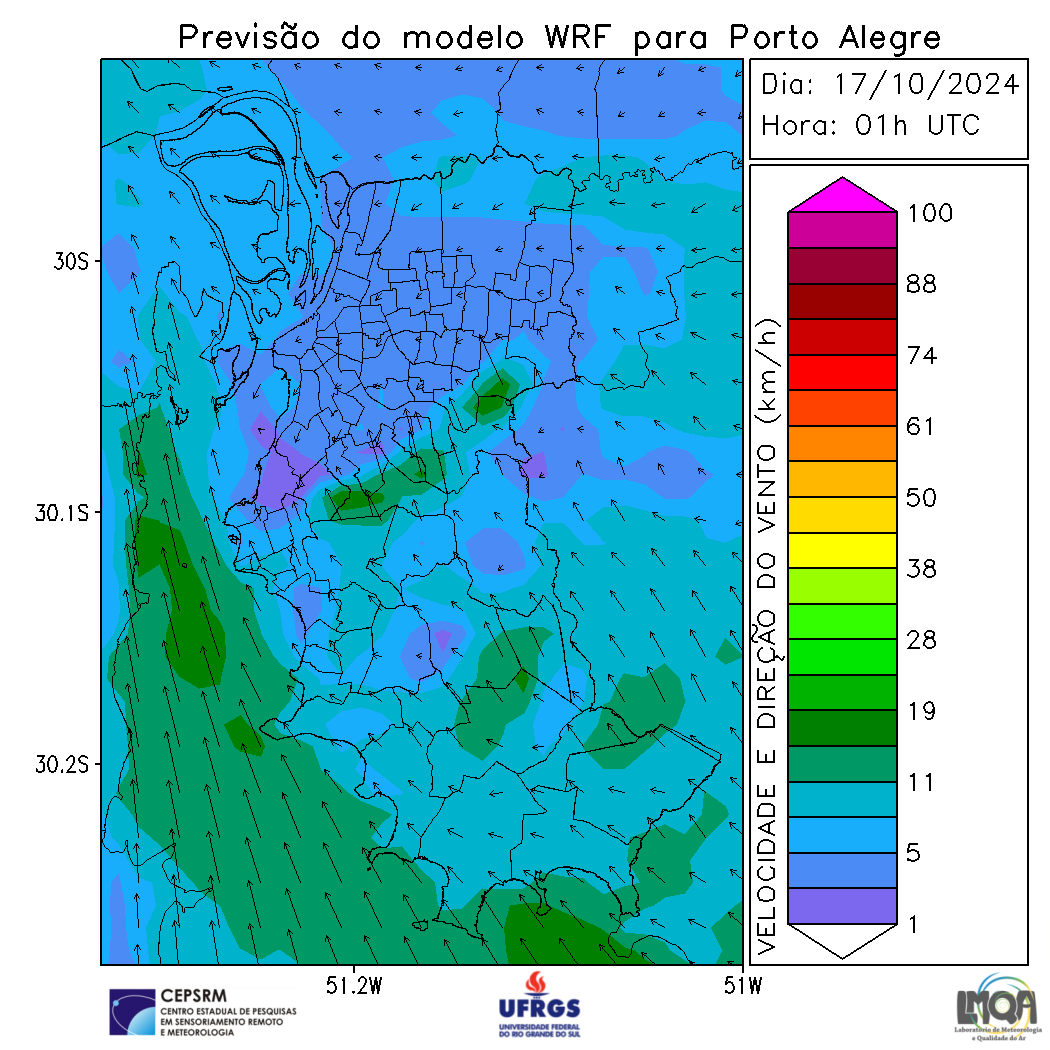 Previsão do modelo WRF para Porto Alegre
Dia: 17/10/2024
Hora: 01h UTC
30S
30.1S
30.2S
51.2W
51W
VELOCIDADE E DIREÇÃO DO VENTO (km/h)
100
88
74
61
50
38
28
19
11
5
1
CEPSRM
CENTRO ESTADUAL DE PESQUISAS
EM SENSORIAMENTO REMOTO
E METEOROLOGIA
UFRGS
UNIVERSIDADE FEDERAL
DO RIO GRANDE DO SUL
LMQA
Laboratório de Meteorologia
e Qualidade do Ar